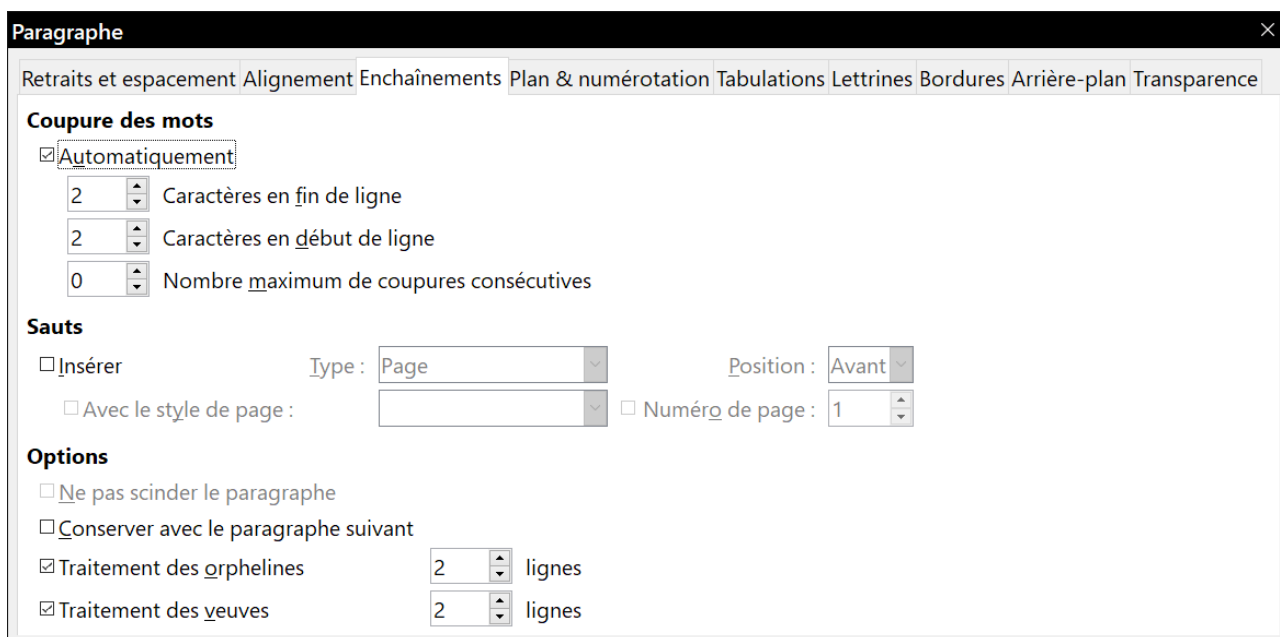 Paragraphe
Retraits et espacement Alignement Enchaînements Plan & numérotation Tabulations Lettrines Bordures Arrière-plan Transparence
Coupure des mots
Automatiquement
2 Caractères en fin de ligne
2 Caractères en début de ligne
0 Nombre maximum de coupures consécutives
Sauts
Insérer Type : Page Position : Avant
Avec le style de page : Numéro de page : 1
Options
Ne pas scinder le paragraphe
Conserver avec le paragraphe suivant
Traitement des orphelines 2 lignes
Traitement des veuves 2 lignes